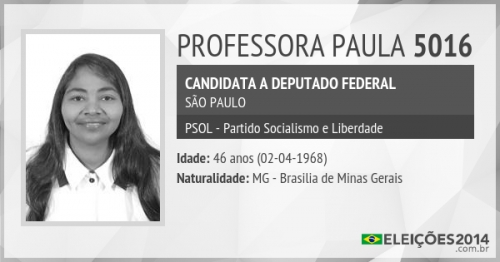 PROFESSORA PAULA 5016
CANDIDATA A DEPUTADO FEDERAL
SÃO PAULO
PSOL - Partido Socialismo e Liberdade
Idade: 46 anos (02-04-1968)
Naturalidade: MG - Brasilia de Minas Gerais
ELEIÇÕES2014
.com.br